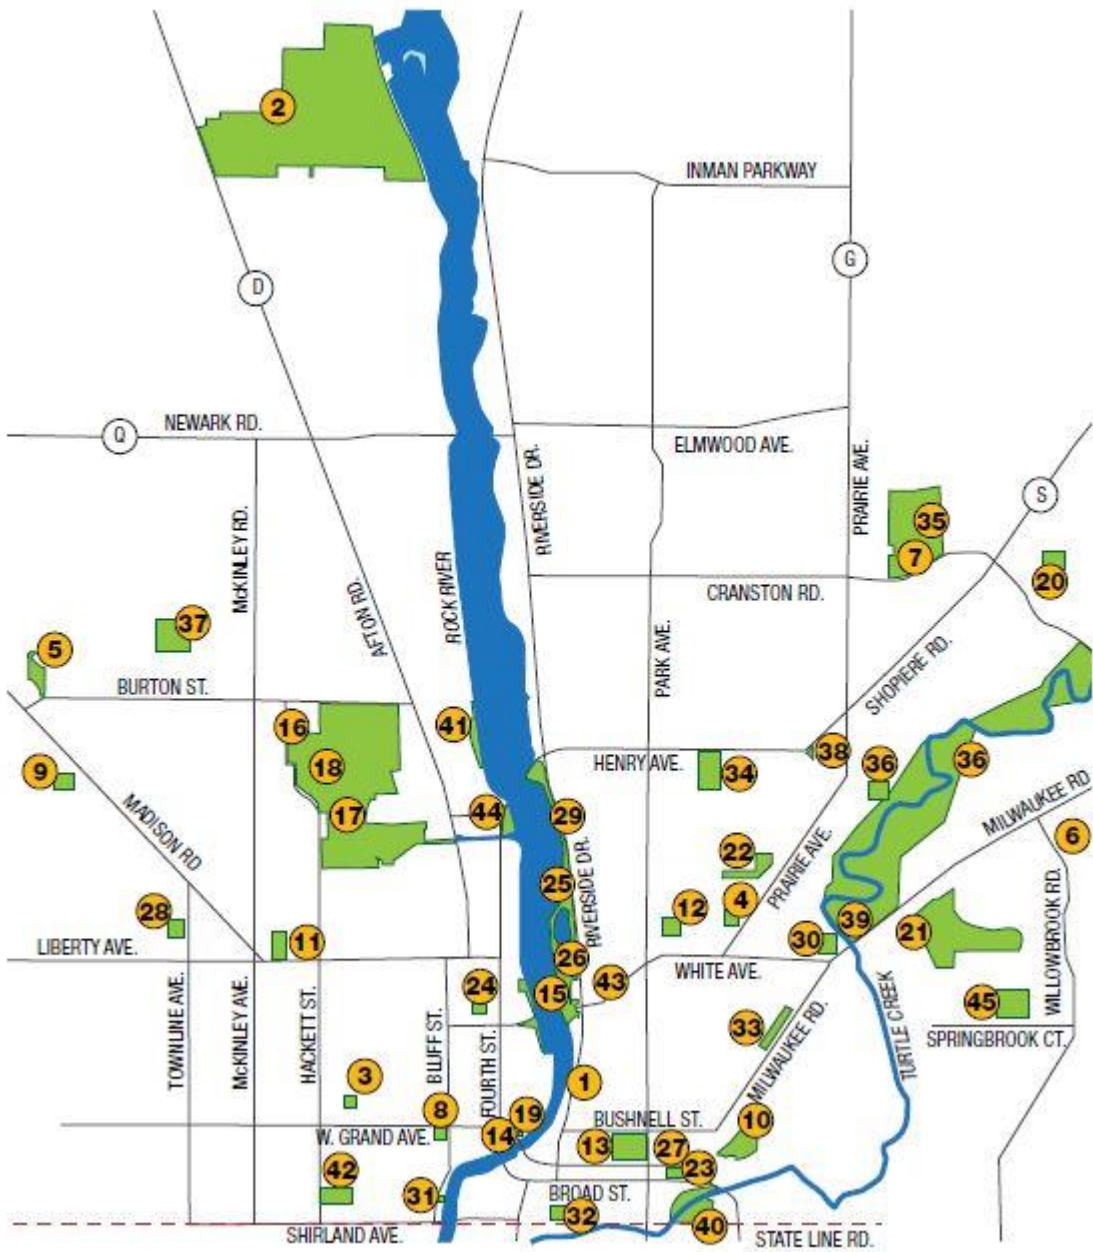 2
INMAN PARKWAY
D
G
NEWARK RD.
Q
ELMWOOD AVE.
RIVERSIDE DR.
PRAIRIE AVE.
S
35
7
20
McKINLEY RD.
AFTON RD.
ROCK RIVER
CRANSTON RD.
37
5
BURTON ST.
PARK AVE.
SHOPIERE RD.
16
41
18
9
HENRY AVE.
34
38
36
36
MADISON RD
17
44
29
MILWAUKEE RD
6
22
PRAIRIE AVE.
25
RIVERSIDE DR.
4
12
28
LIBERTY AVE.
11
30
39
21
WILLOWBROOK RD.
26
WHITE AVE.
43
24
15
45
TOWNLINE AVE.
McKINLEY AVE.
HACKETT ST.
BLUFF ST.
FOURTH ST.
33
MILWAUKEE RD.
TURTLE CREEK
SPRINGBROOK CT.
3
1
8
19
BUSHNELL ST.
10
W. GRAND AVE.
14
13
27
42
23
31
BROAD ST.
32
40
SHIRLAND AVE.
STATE LINE RD.